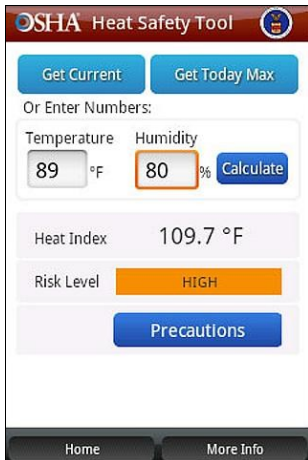 OSHA Heat Safety Tool
Get Current Get Today Max
Or Enter Numbers:
Temperature Humidity
89 °F 80 % Calculate
Heat Index 109.7 °F
Risk Level HIGH
Precautions
Home More Info